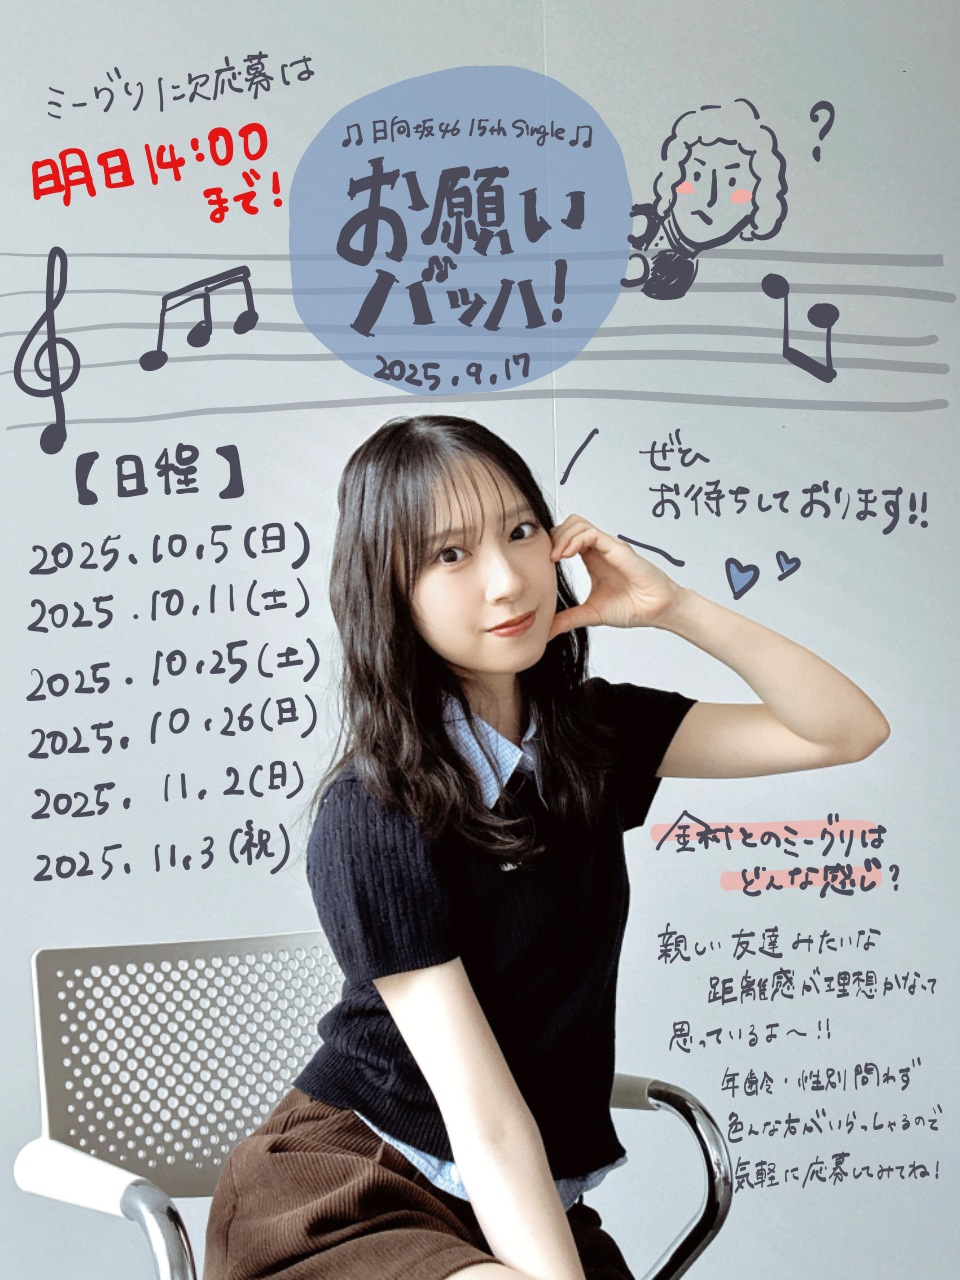 ミーグリ12次応募は
明日14:00
まで!
♫日向坂46 15th Single♫
お願い
バッハ!
2025.9.17
?
【日程】
2025.10.5(日)
2025.10.11(土)
2025.10.25(土)
2025.10.26(日)
2025.11.2(日)
2025.11.3(祝)
ぜひ
お待ちしております!!
金村とのミーグリは
どんな感じ?
親しい友達みたいな
距離感が理想かなって
思っているよ〜!!
年齢・性別問わず
色んな方がいらっしゃるので
気軽に応募してみてね!